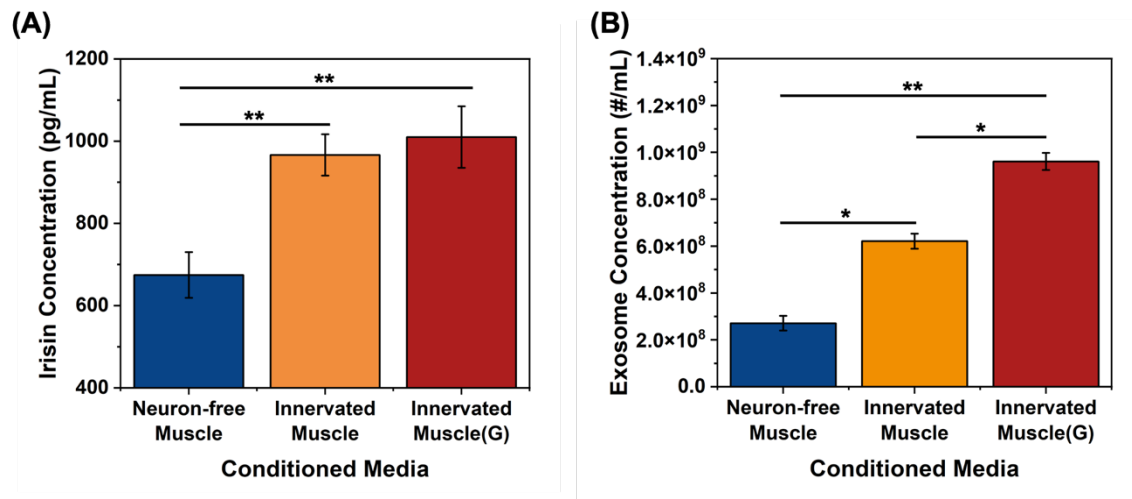 (A)
Irisin Concentration (pg/mL)
1200
1000
800
600
400
**
**
Neuron-free
Muscle
Innervated
Muscle
Innervated
Muscle(G)
Conditioned Media
(B)
Exosome Concentration (#/mL)
1.4×10⁹
1.2×10⁹
1.0×10⁹
8.0×10⁸
6.0×10⁸
4.0×10⁸
2.0×10⁸
0.0
**
*
*
Neuron-free
Muscle
Innervated
Muscle
Innervated
Muscle(G)
Conditioned Media